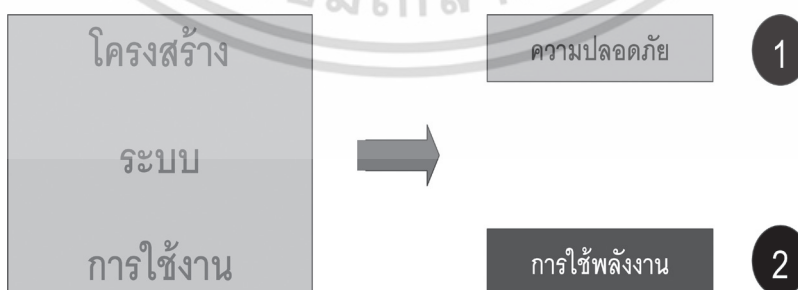 โครงสร้าง
ระบบ
การใช้งาน
ความปลอดภัย
1
การใช้พลังงาน
2